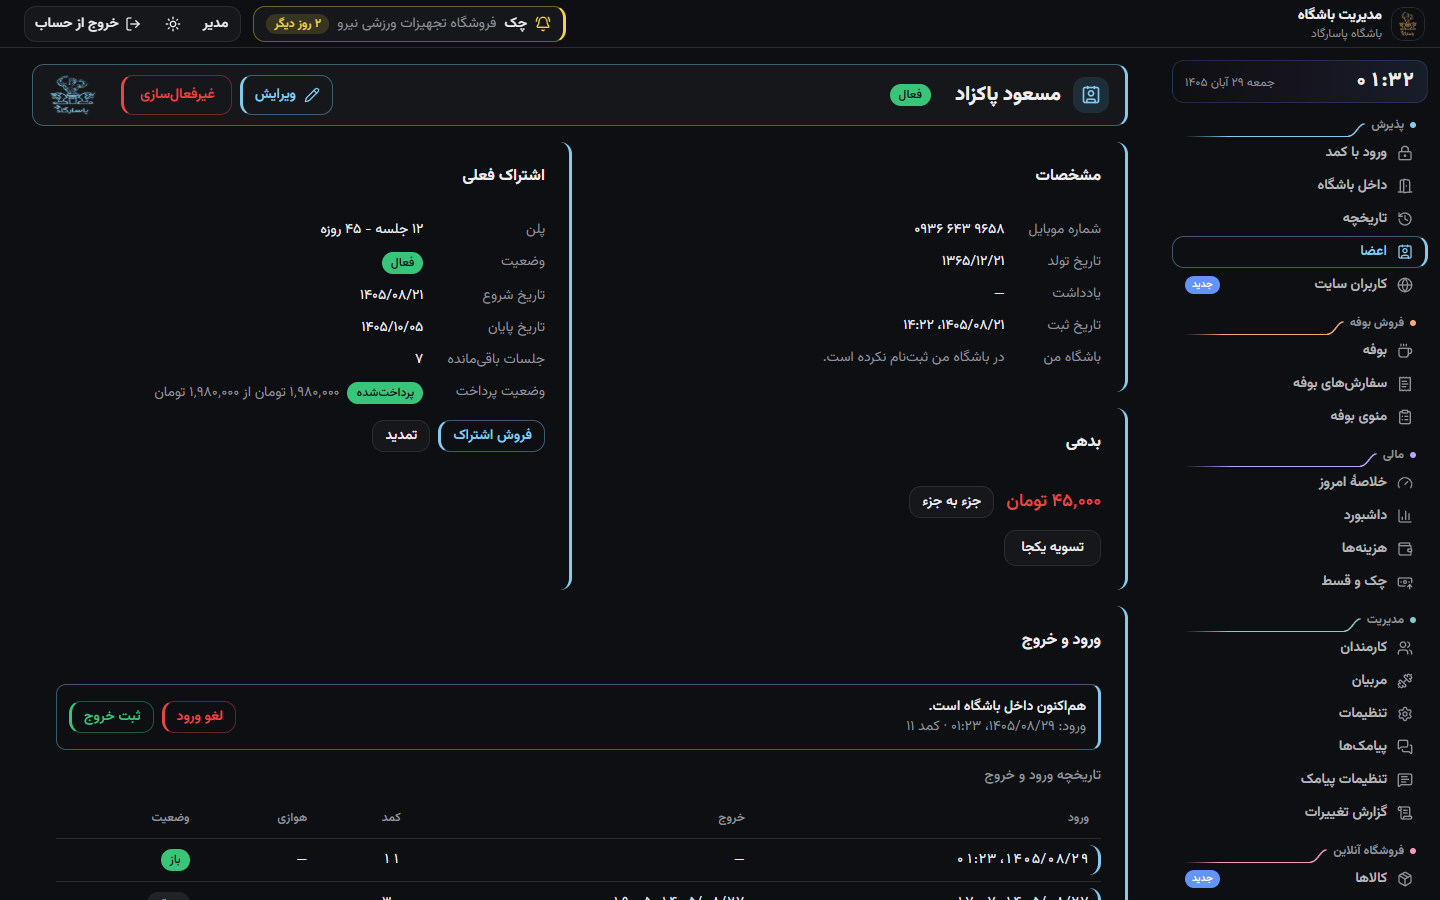 مدیریت باشگاه
باشگاه پاسارگاد
چک فروشگاه تجهیزات ورزشی نیرو ۲ روز دیگر
مدیر
خروج از حساب
۰۱:۳۲
جمعه ۲۹ آبان ۱۴۰۵
پذیرش
ورود با کمد
داخل باشگاه
تاریخچه
اعضا
کاربران سایت جدید
فروش بوفه
بوفه
سفارش‌های بوفه
منوی بوفه
مالی
خلاصهٔ امروز
داشبورد
هزینه‌ها
چک و قسط
مدیریت
کارمندان
مربیان
تنظیمات
پیامک‌ها
تنظیمات پیامک
گزارش تغییرات
فروشگاه آنلاین
کالاها جدید
مسعود پاکزاد فعال
ویرایش
غیرفعال‌سازی
پاسارگاد
مشخصات
شماره موبایل ۰۹۳۶ ۶۴۳ ۹۶۵۸
تاریخ تولد ۱۳۶۵/۱۲/۲۱
یادداشت —
تاریخ ثبت ۱۴۰۵/۰۸/۲۱، ۱۴:۲۲
باشگاه من در باشگاه من ثبت‌نام نکرده است.
بدهی
۴۵,۰۰۰ تومان جزء به جزء
تسویه یکجا
اشتراک فعلی
پلن ۱۲ جلسه - ۴۵ روزه
وضعیت فعال
تاریخ شروع ۱۴۰۵/۰۸/۲۱
تاریخ پایان ۱۴۰۵/۱۰/۰۵
جلسات باقی‌مانده ۷
وضعیت پرداخت پرداخت‌شده ۱,۹۸۰,۰۰۰ تومان از ۱,۹۸۰,۰۰۰ تومان
فروش اشتراک تمدید
ورود و خروج
هم‌اکنون داخل باشگاه است.
ورود: ۱۴۰۵/۰۸/۲۹، ۰۱:۲۳ · کمد ۱۱
لغو ورود ثبت خروج
تاریخچه ورود و خروج
ورود خروج کمد هوازی وضعیت
۱۴۰۵/۰۸/۲۹، ۰۱:۲۳ — ۱۱ — باز